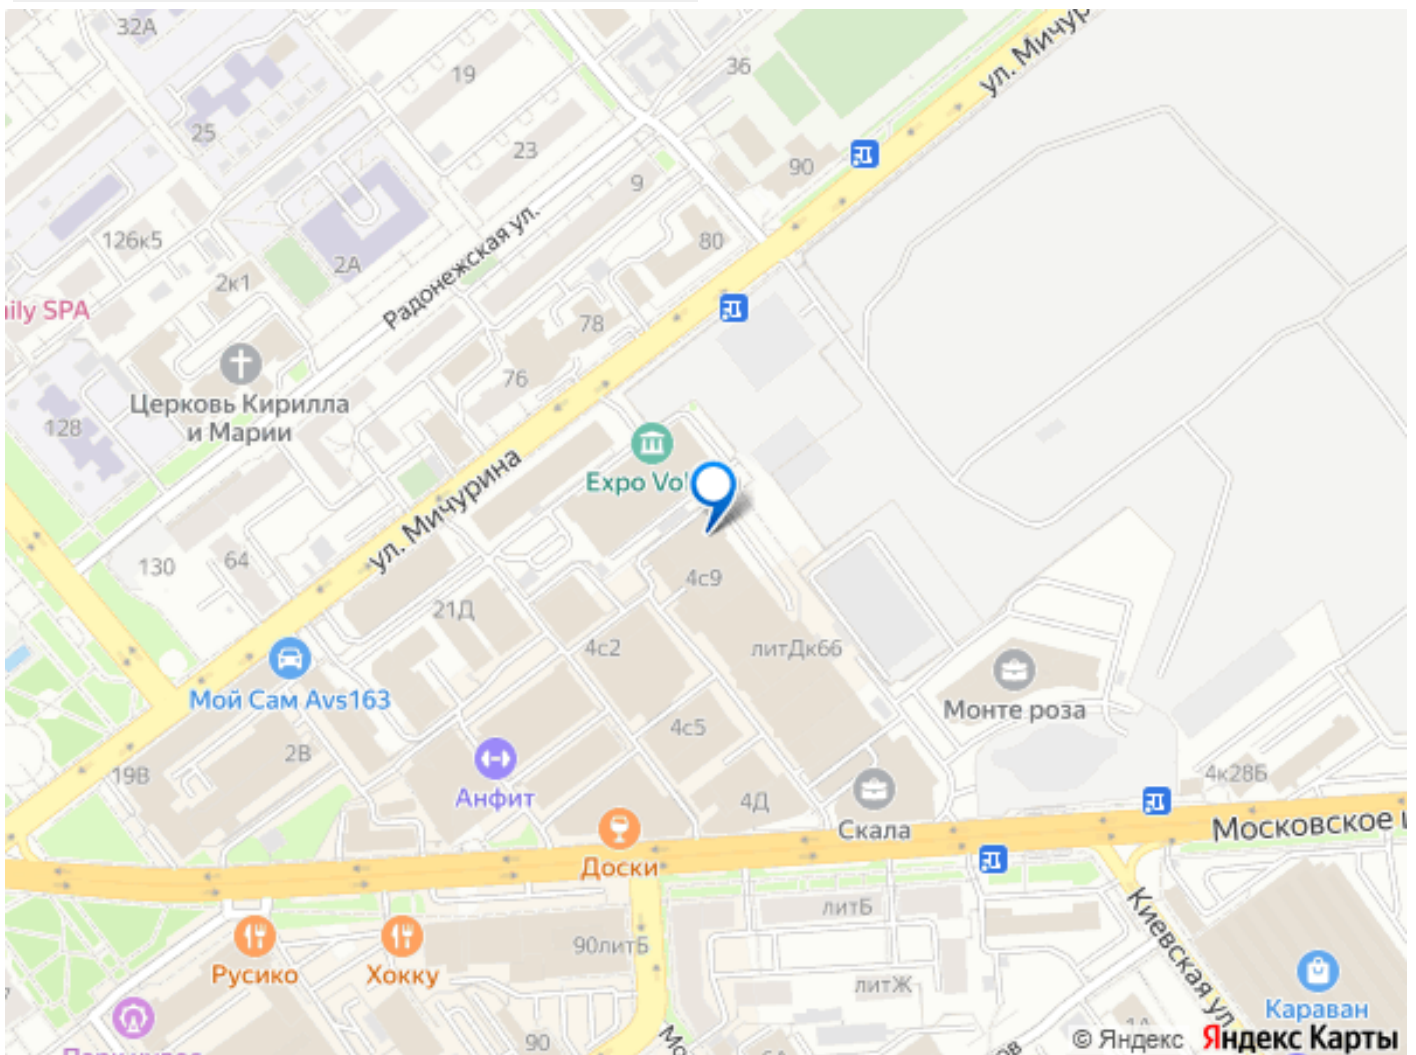 32А
19
36
ул. Мичур
25
23
90
9
126к5
2А
80
Радонежская ул.
2к1
ily SPA
78
76
Церковь Кирилла
и Марии
128
Expo Vol
ул. Мичурина
130
64
4с9
21Д
4с2
литДк66
Мой Сам Avs163
Монте роза
4с5
2В
19В
4к28Б
Анфит
4Д
Скала
Московское
Доски
литБ
Киевская ул.
90литБ
Русико
Хокку
литЖ
Караван
1А
90
© Яндекс
Яндекс Карты